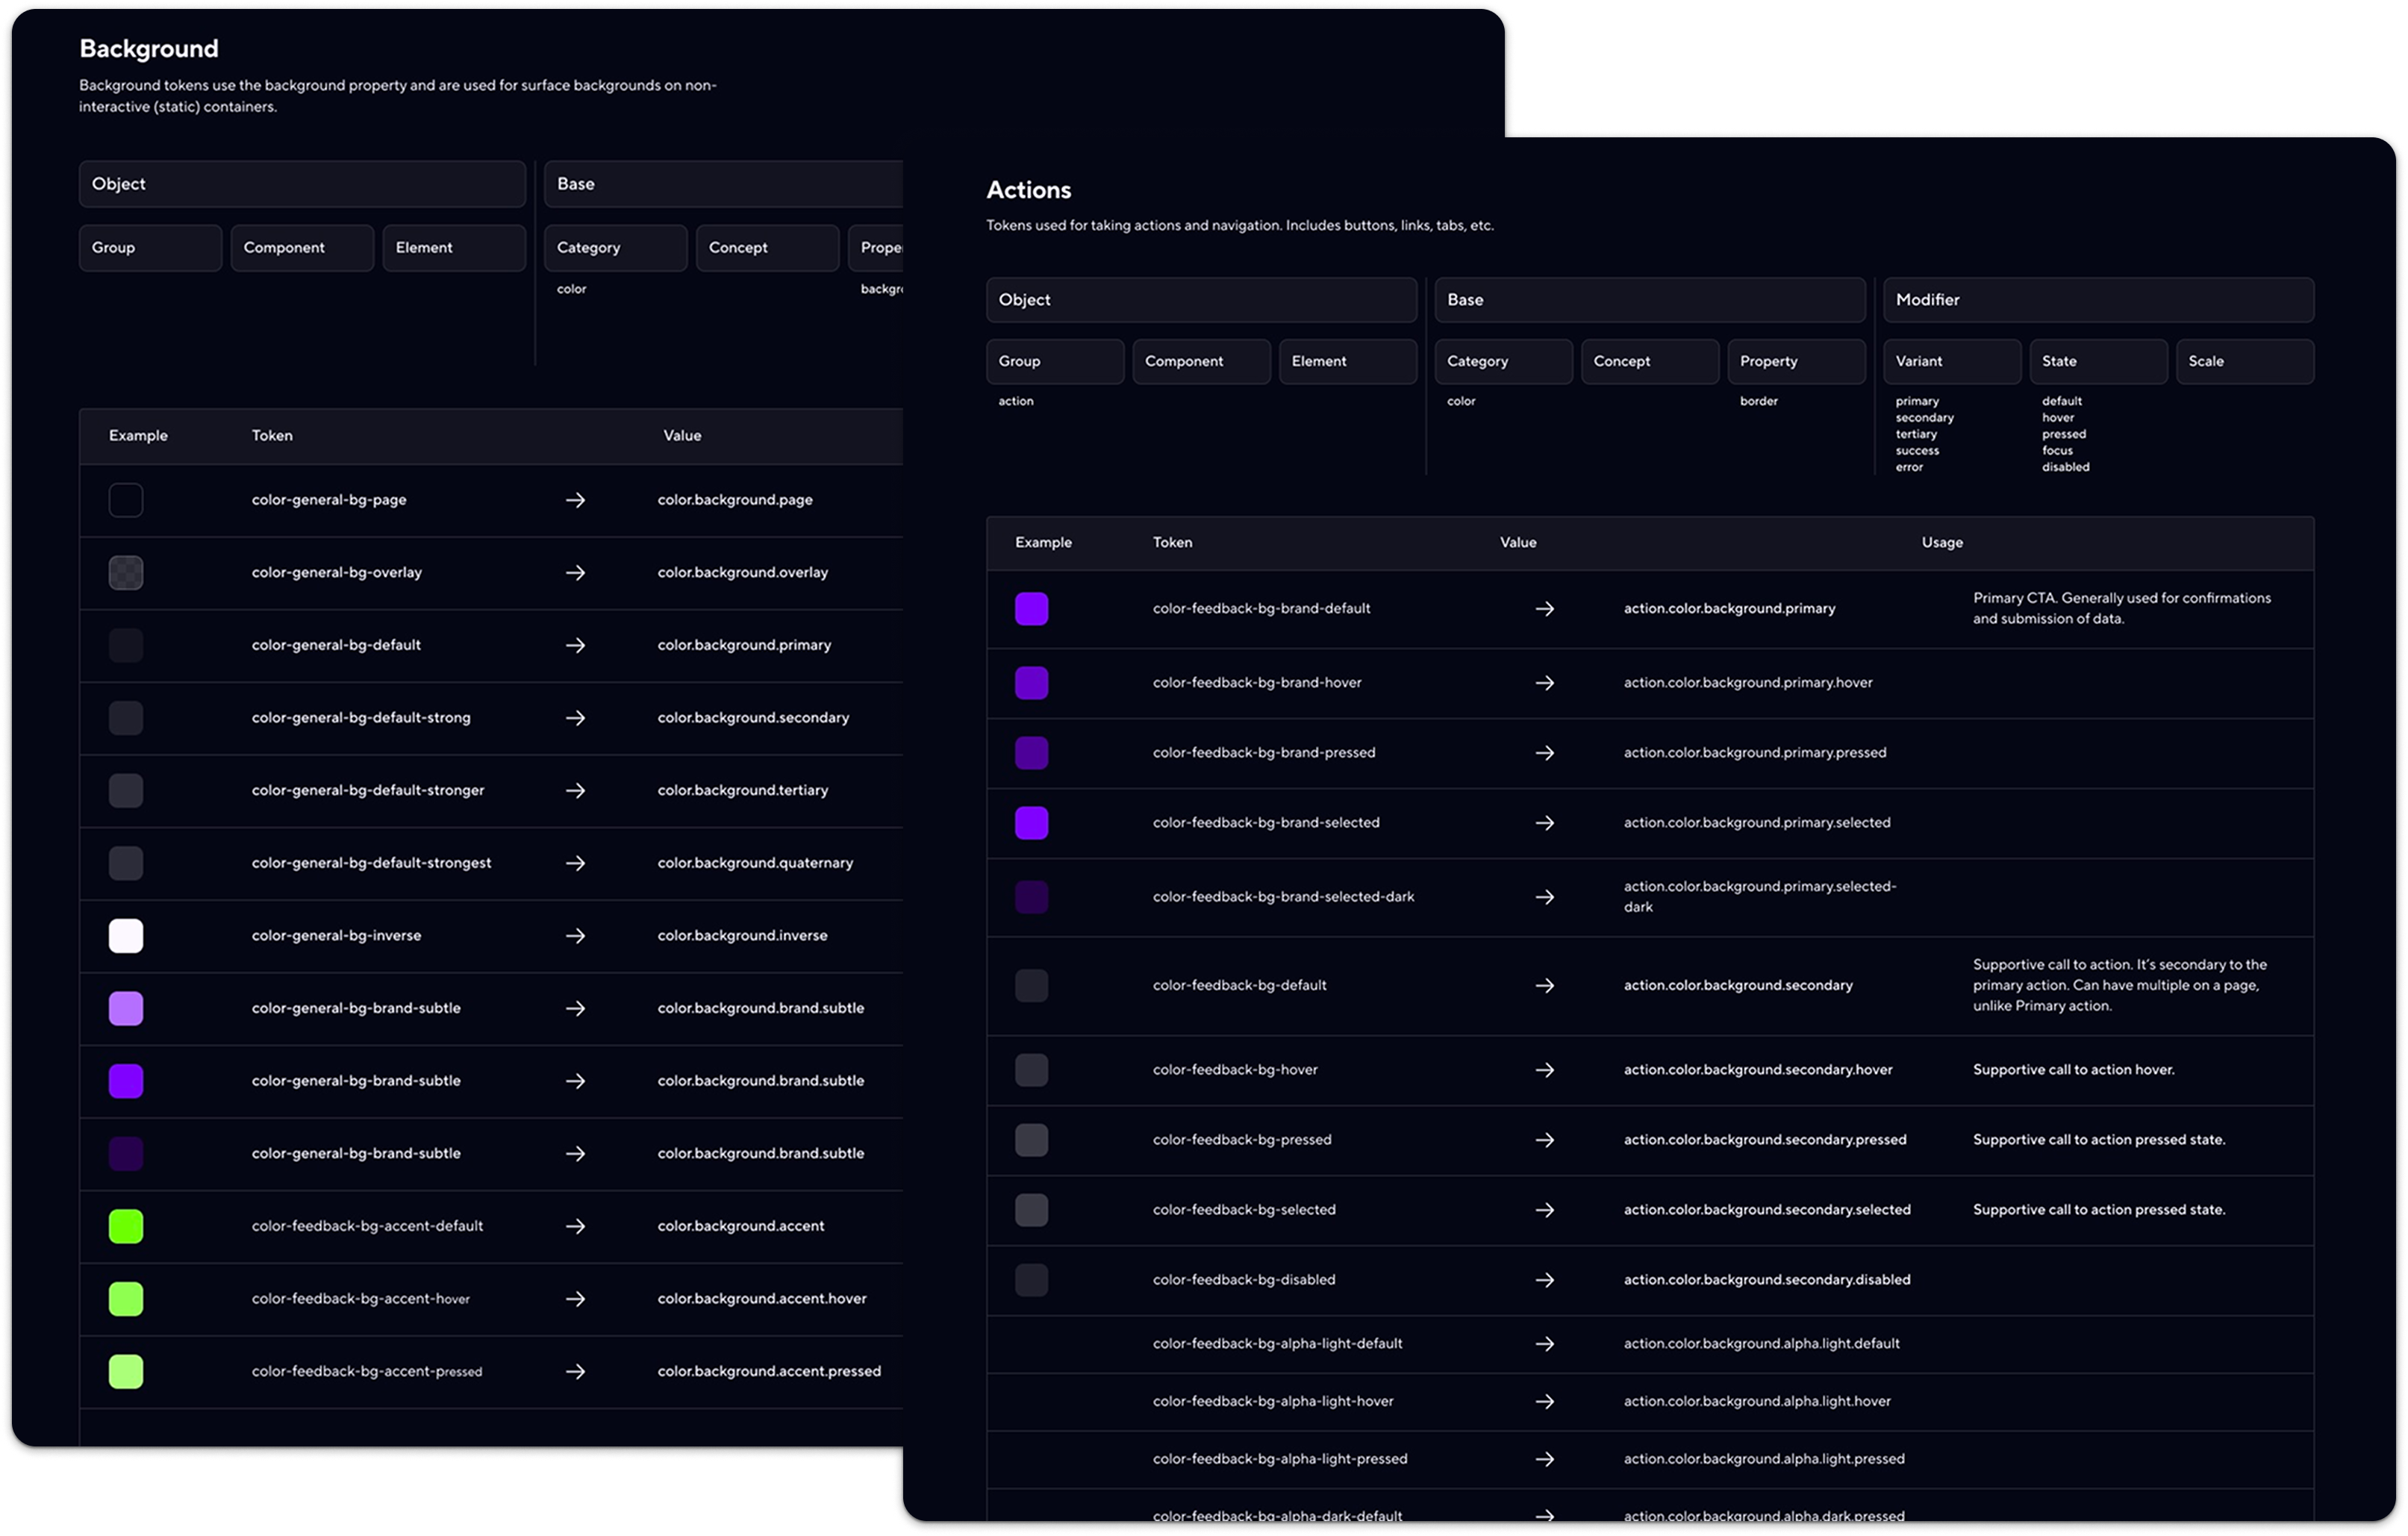 Background
Background tokens use the background property and are used for surface backgrounds on non-
interactive (static) containers.
Object
Base
Group
Component
Element
Category
Concept
color
Example
Token
Value
color-general-bg-page → color.background.page
color-general-bg-overlay → color.background.overlay
color-general-bg-default → color.background.primary
color-general-bg-default-strong → color.background.secondary
color-general-bg-default-stronger → color.background.tertiary
color-general-bg-default-strongest → color.background.quaternary
color-general-bg-inverse → color.background.inverse
color-general-bg-brand-subtle → color.background.brand.subtle
color-general-bg-brand-subtle → color.background.brand.subtle
color-general-bg-brand-subtle → color.background.brand.subtle
color-feedback-bg-accent-default → color.background.accent
color-feedback-bg-accent-hover → color.background.accent.hover
color-feedback-bg-accent-pressed → color.background.accent.pressed
Actions
Tokens used for taking actions and navigation. Includes buttons, links, tabs, etc.
Object
Base
Modifier
Group
Component
Element
Category
Concept
Property
Variant
State
Scale
action
color
border
primary
secondary
tertiary
success
error
default
hover
pressed
focus
disabled
Example
Token
Value
Usage
color-feedback-bg-brand-default → action.color.background.primary
Primary CTA. Generally used for confirmations
and submission of data.
color-feedback-bg-brand-hover → action.color.background.primary.hover
color-feedback-bg-brand-pressed → action.color.background.primary.pressed
color-feedback-bg-brand-selected → action.color.background.primary.selected
color-feedback-bg-brand-selected-dark → action.color.background.primary.selected-
dark
color-feedback-bg-default → action.color.background.secondary
Supportive call to action. It's secondary to the
primary action. Can have multiple on a page,
unlike Primary action.
color-feedback-bg-hover → action.color.background.secondary.hover
Supportive call to action hover.
color-feedback-bg-pressed → action.color.background.secondary.pressed
Supportive call to action pressed state.
color-feedback-bg-selected → action.color.background.secondary.selected
Supportive call to action pressed state.
color-feedback-bg-disabled → action.color.background.secondary.disabled
color-feedback-bg-alpha-light-default → action.color.background.alpha.light.default
color-feedback-bg-alpha-light-hover → action.color.background.alpha.light.hover
color-feedback-bg-alpha-light-pressed → action.color.background.alpha.light.pressed
color-feedback-bg-alpha-dark-default → action.color.background.alpha.dark.pressed